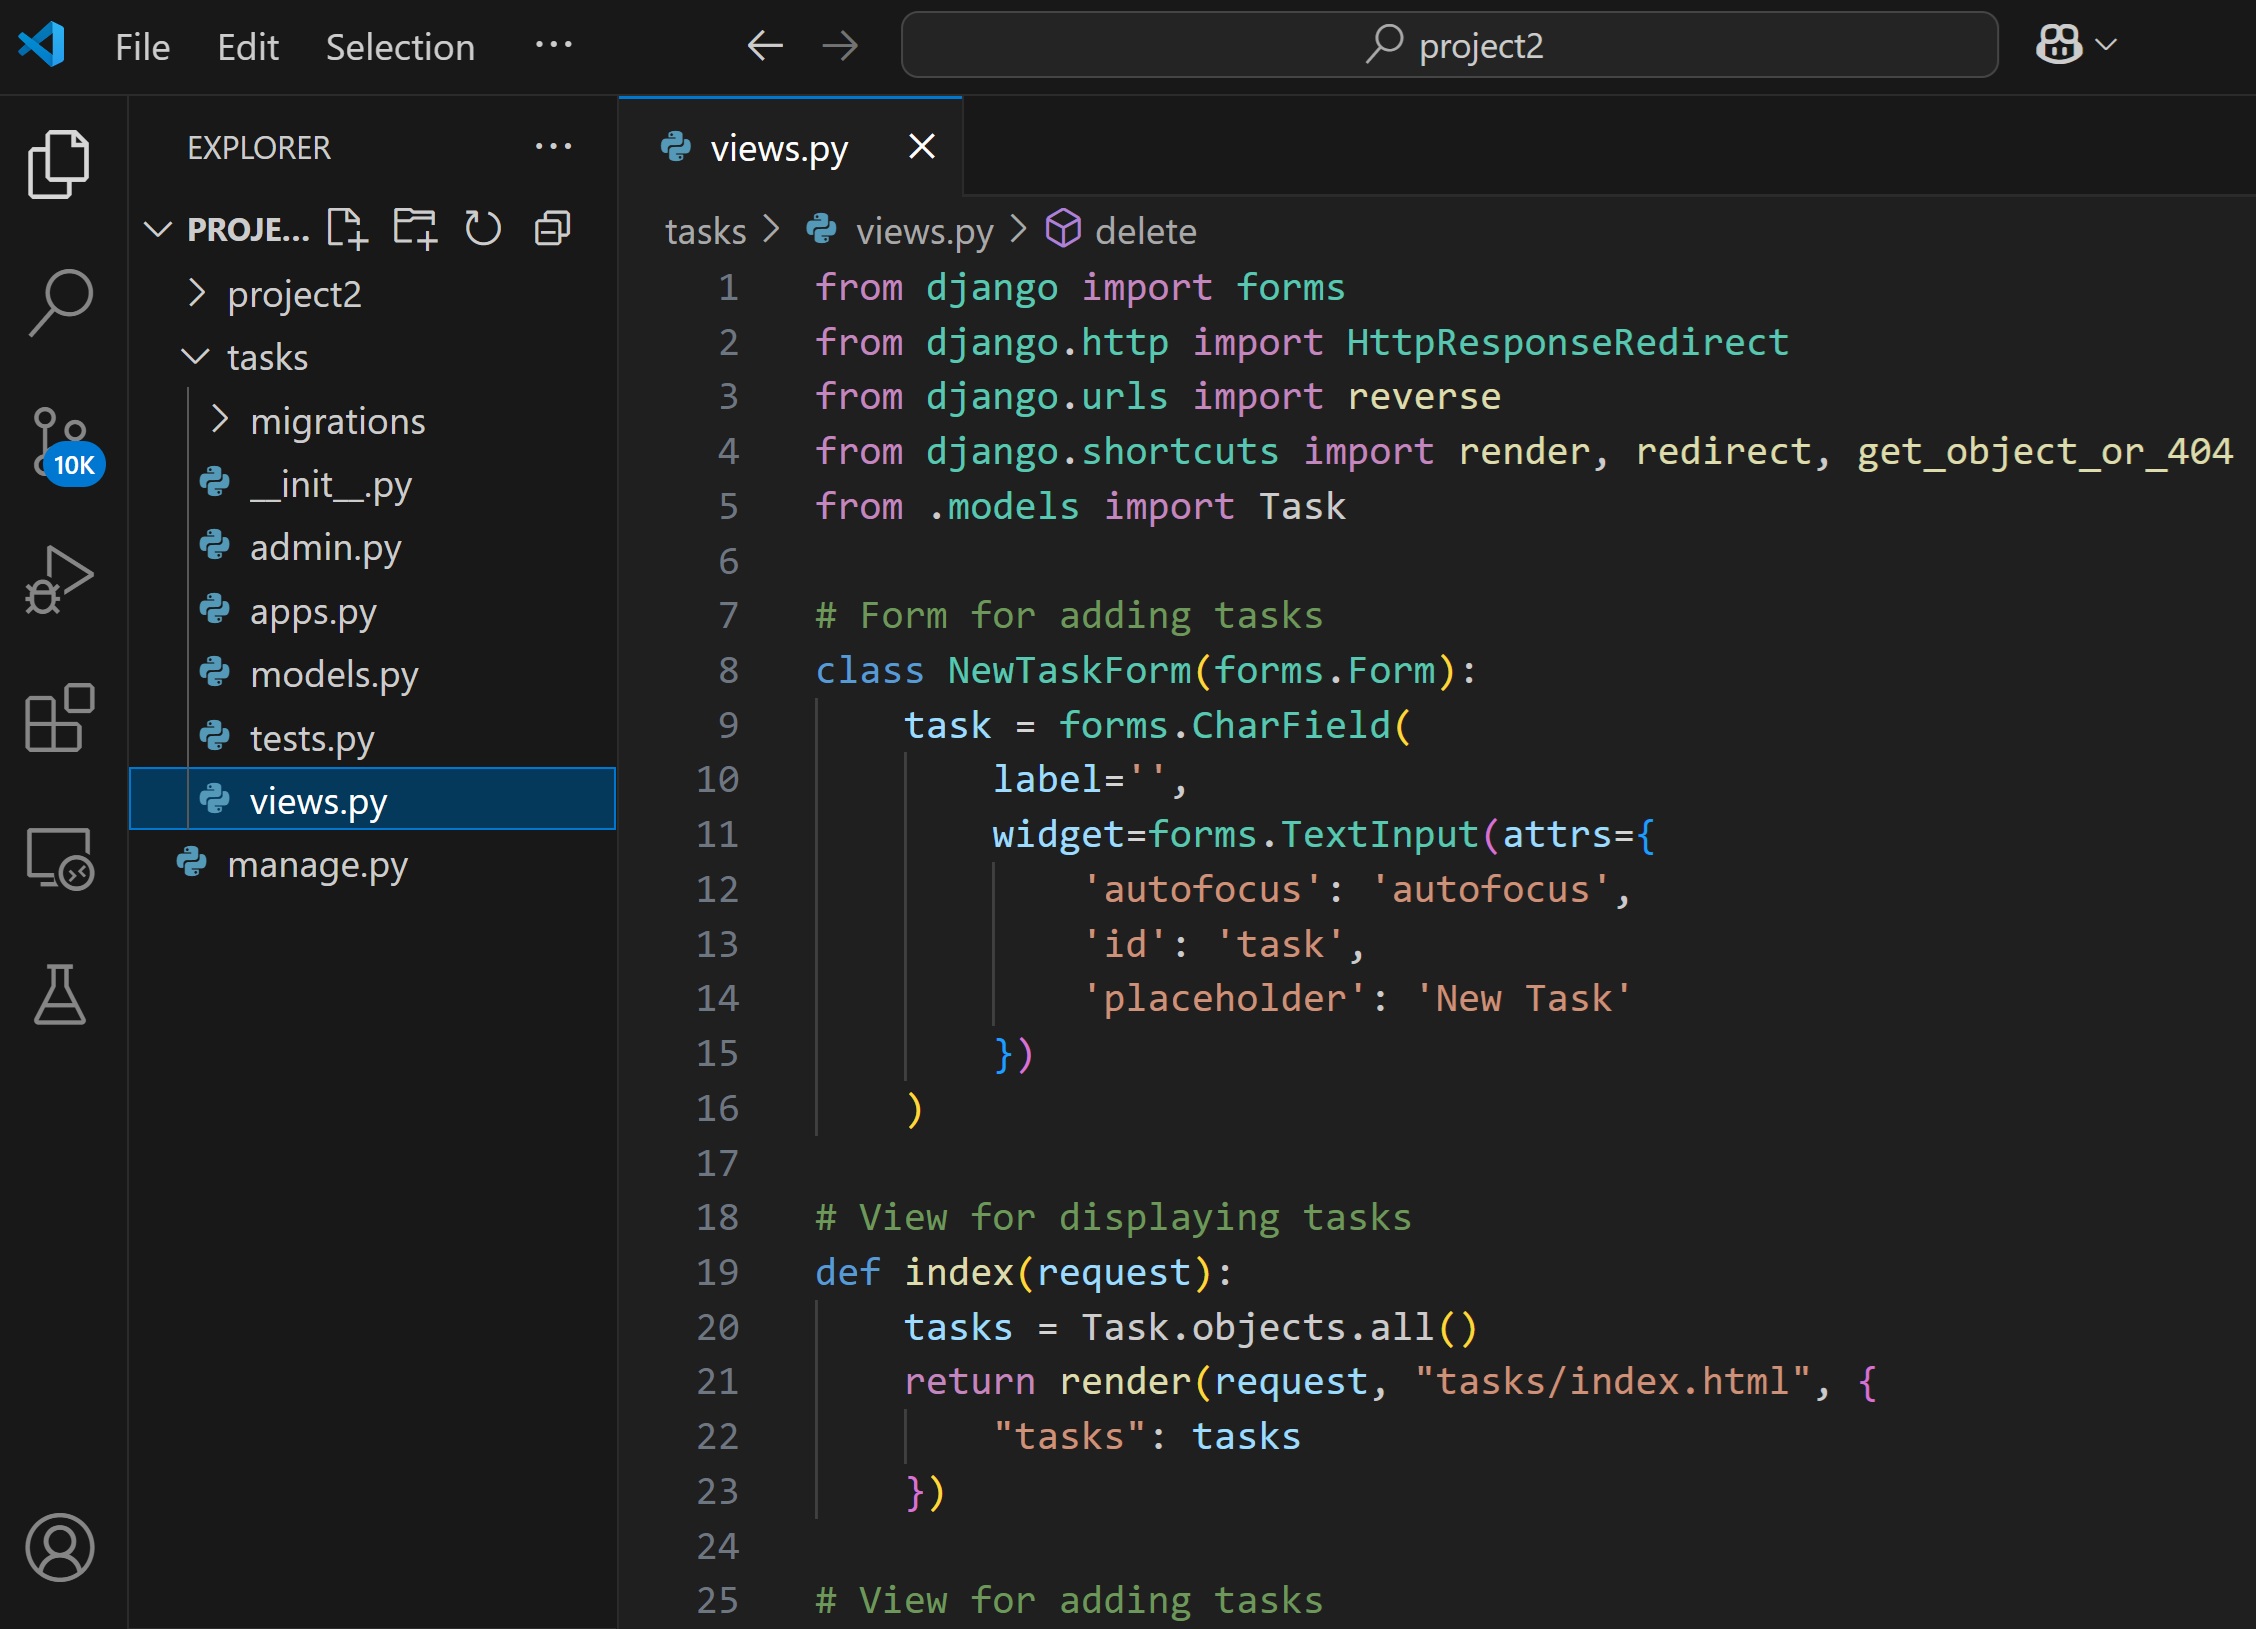 File Edit Selection ···
project2
EXPLORER ···
PROJE...
project2
tasks
migrations
__init__.py
admin.py
apps.py
models.py
tests.py
views.py
manage.py
10K
views.py
tasks > views.py > delete
1 from django import forms
2 from django.http import HttpResponseRedirect
3 from django.urls import reverse
4 from django.shortcuts import render, redirect, get_object_or_404
5 from .models import Task
6
7 # Form for adding tasks
8 class NewTaskForm(forms.Form):
9     task = forms.CharField(
10         label='',
11         widget=forms.TextInput(attrs={
12             'autofocus': 'autofocus',
13             'id': 'task',
14             'placeholder': 'New Task'
15         })
16     )
17
18 # View for displaying tasks
19 def index(request):
20     tasks = Task.objects.all()
21     return render(request, "tasks/index.html", {
22         "tasks": tasks
23     })
24
25 # View for adding tasks